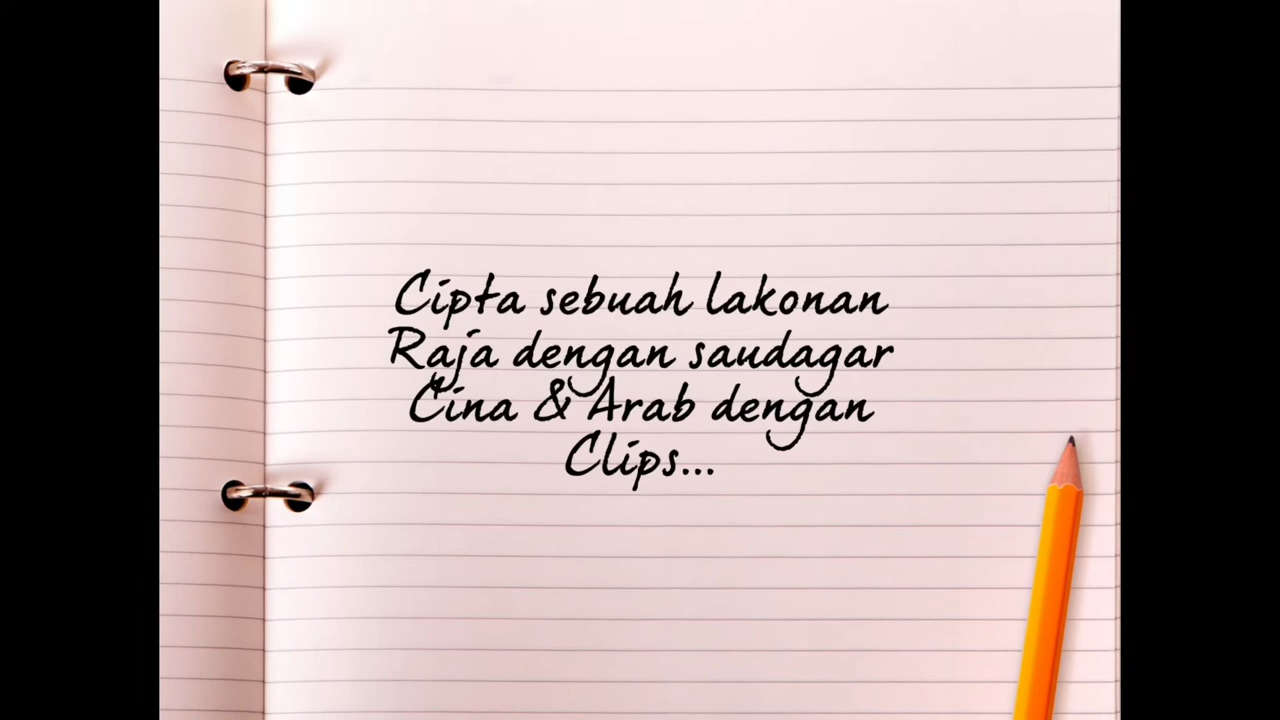 Cipta sebuah lakonan
Raja dengan saudagar
Cina & Arab dengan
Clips...